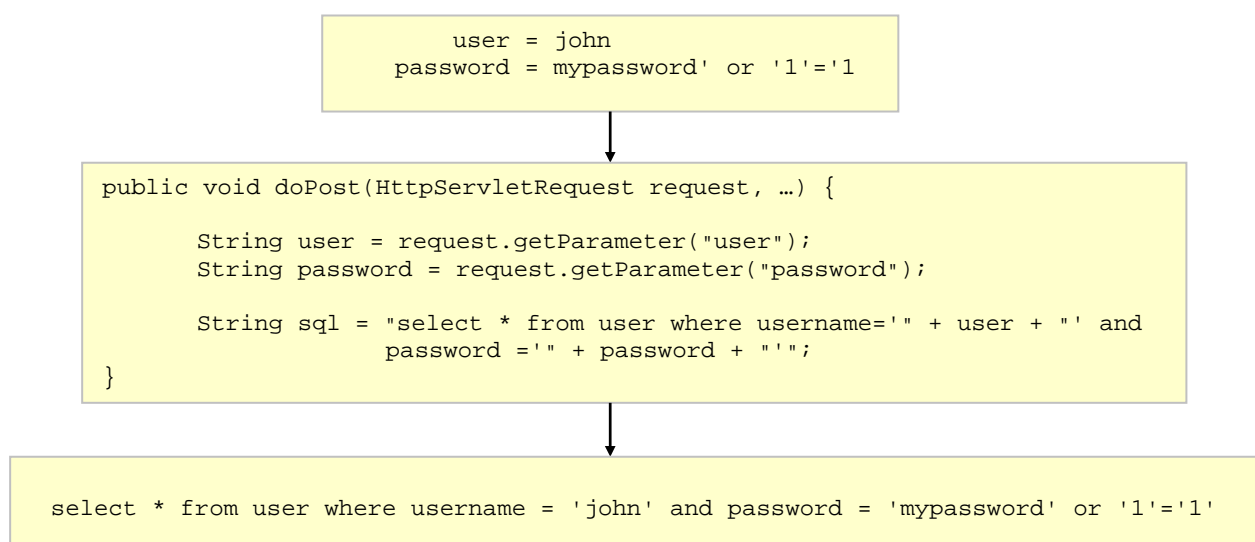 user = john
password = mypassword' or '1'='1
public void doPost(HttpServletRequest request, …) {
String user = request.getParameter("user");
String password = request.getParameter("password");
String sql = "select * from user where username='" + user + "' and
password ='" + password + "'";
}
select * from user where username = 'john' and password = 'mypassword' or '1'='1'